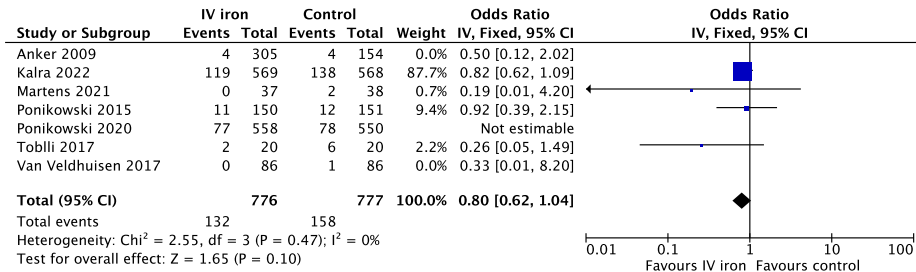 IV iron Control Odds Ratio Odds Ratio
Study or Subgroup Events Total Events Total Weight IV, Fixed, 95% CI IV, Fixed, 95% CI
Anker 2009 4 305 4 154 0.0% 0.50 [0.12, 2.02]
Kalra 2022 119 569 138 568 87.7% 0.82 [0.62, 1.09]
Martens 2021 0 37 2 38 0.7% 0.19 [0.01, 4.20]
Ponikowski 2015 11 150 12 151 9.4% 0.92 [0.39, 2.15]
Ponikowski 2020 77 558 78 550 Not estimable
Toblli 2017 2 20 6 20 2.2% 0.26 [0.05, 1.49]
Van Veldhuisen 2017 0 86 1 86 0.0% 0.33 [0.01, 8.20]
Total (95% CI) 776 777 100.0% 0.80 [0.62, 1.04]
Total events 132 158
Heterogeneity: Chi² = 2.55, df = 3 (P = 0.47); I² = 0%
Test for overall effect: Z = 1.65 (P = 0.10)
0.01 0.1 1 10 100
Favours IV iron Favours control